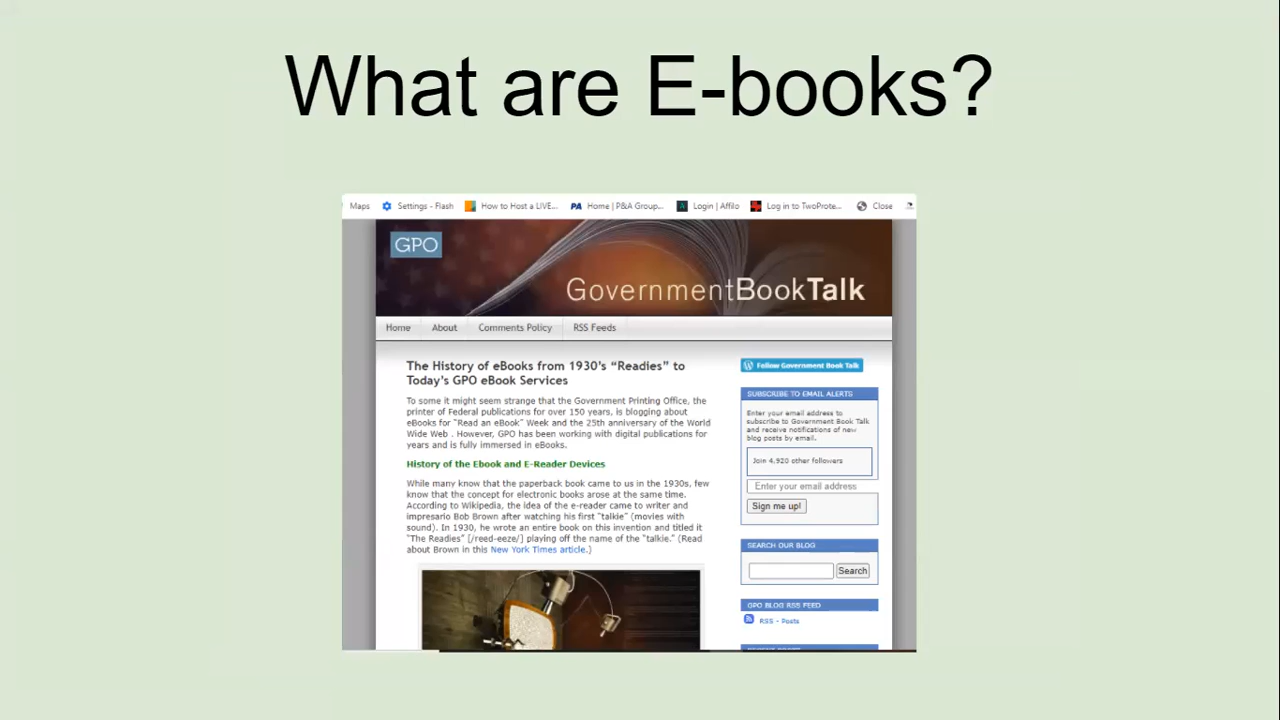 What are E-books?
Maps Settings - Flash How to Host a LIVE... PA Home | P&A Group... Login | Affilo Log in to TwoProte... Close
GPO
GovernmentBookTalk
Home About Comments Policy RSS Feeds
The History of eBooks from 1930's “Readies” to
Today's GPO eBook Services
To some it might seem strange that the Government Printing Office, the
printer of Federal publications for over 150 years, is blogging about
eBooks for “Read an eBook” Week and the 25th anniversary of the World
Wide Web . However, GPO has been working with digital publications for
years and is fully immersed in eBooks.
History of the Ebook and E-Reader Devices
While many know that the paperback book came to us in the 1930s, few
know that the concept for electronic books arose at the same time.
According to Wikipedia, the idea of the e-reader came to writer and
impresario Bob Brown after watching his first “talkie” (movies with
sound). In 1930, he wrote an entire book on this invention and titled it
“The Readies” [/reed-eeze/] playing off the name of the “talkie.” (Read
about Brown in this New York Times article.)
Follow Government Book Talk
SUBSCRIBE TO EMAIL ALERTS
Enter your email address to
subscribe to Government Book Talk
and receive notifications of new
blog posts by email.
Join 4,920 other followers
Enter your email address
Sign me up!
SEARCH OUR BLOG
Search
GPO BLOG RSS FEED
RSS - Posts